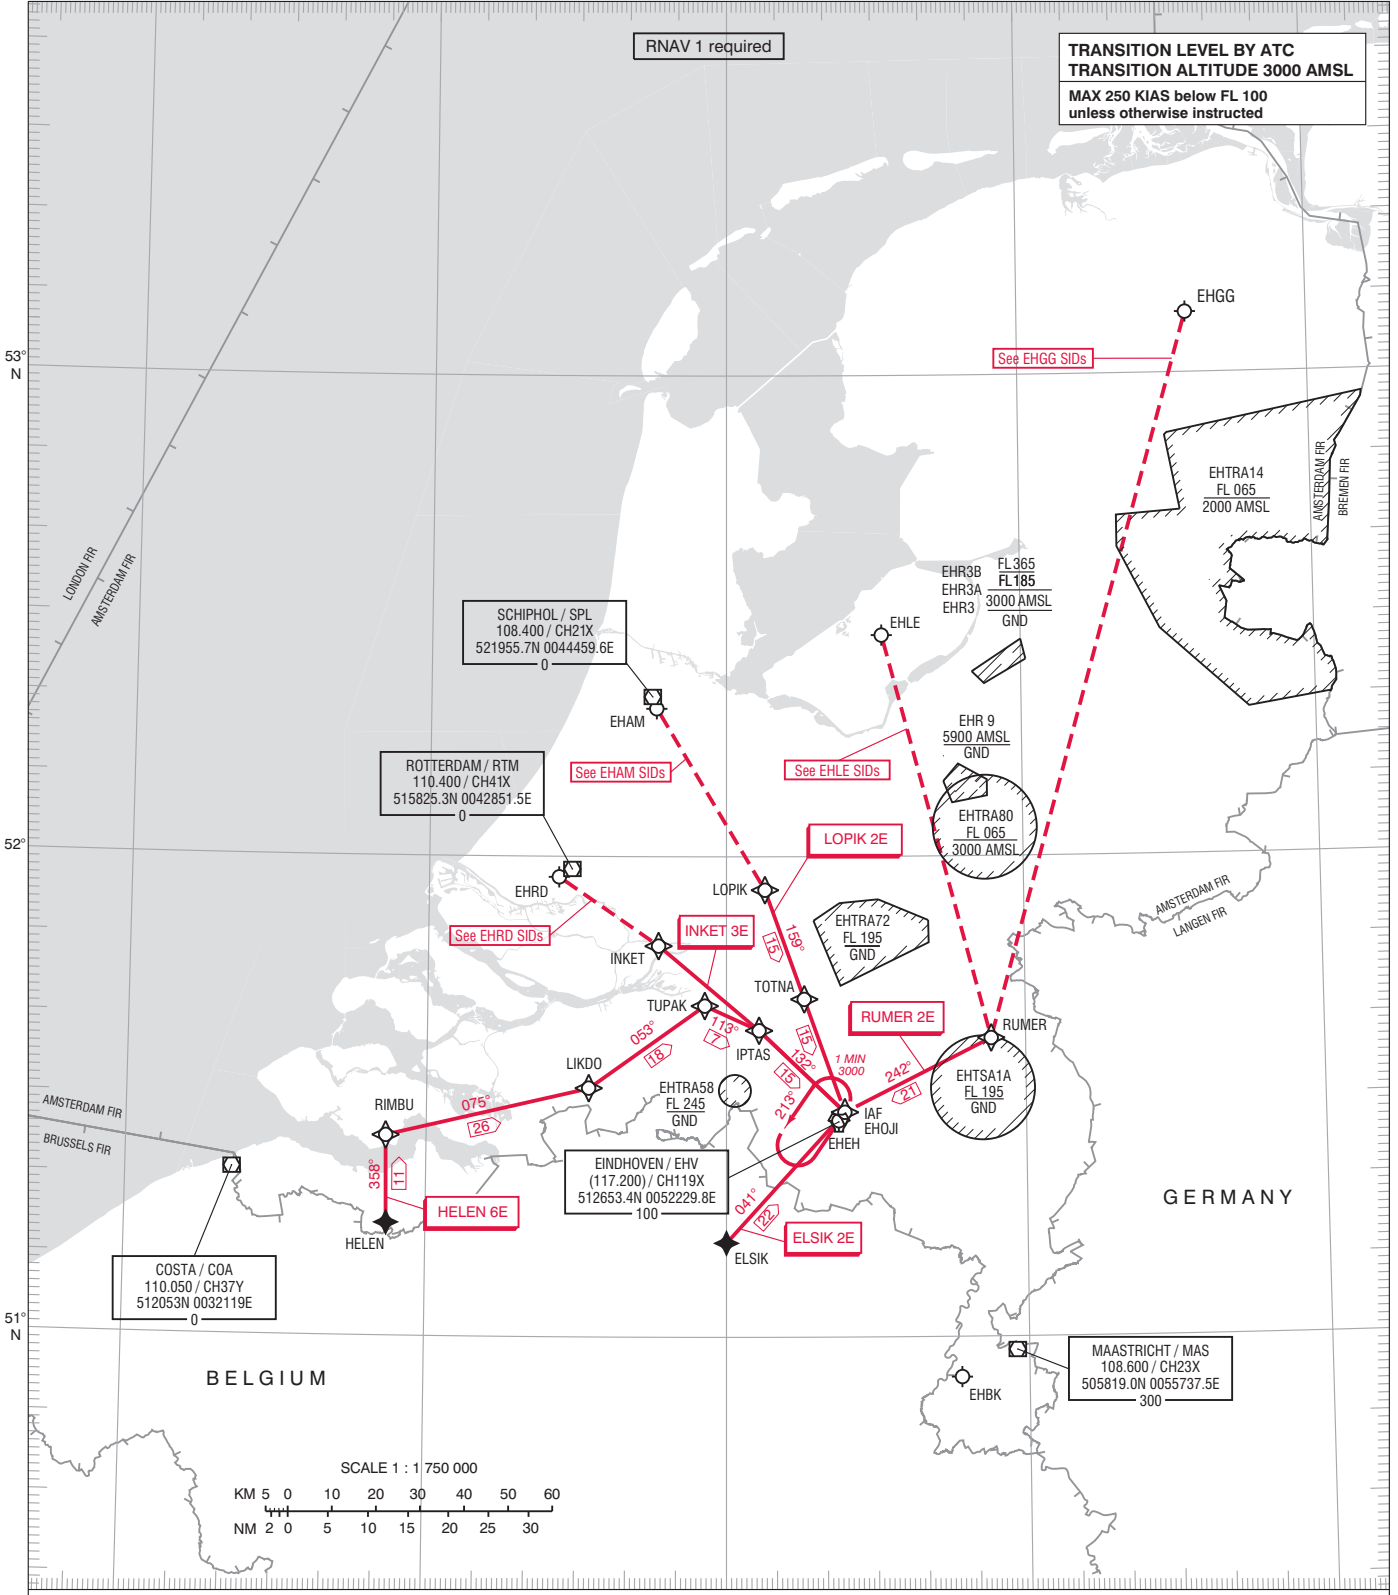 RNAV 1 required
TRANSITION LEVEL BY ATC
TRANSITION ALTITUDE 3000 AMSL
MAX 250 KIAS below FL 100
unless otherwise instructed
EHGG
See EHGG SIDs
53°
N
EHTRA14
FL 065
2000 AMSL
AMSTERDAM FIR
BREMEN FIR
LONDON FIR
AMSTERDAM FIR
EHR3B
EHR3A
EHR3
FL365
FL185
3000 AMSL
GND
SCHIPHOL / SPL
108.400 / CH21X
521955.7N 0044459.6E
0
EHLE
EHAM
EHR 9
5900 AMSL
GND
ROTTERDAM / RTM
110.400 / CH41X
515825.3N 0042851.5E
0
See EHAM SIDs
See EHLE SIDs
EHTRA80
FL 065
3000 AMSL
52°
N
LOPIK 2E
EHRD
LOPIK
AMSTERDAM FIR
LANGEN FIR
See EHRD SIDs
INKET 3E
EHTRA72
FL 195
GND
159°
15
INKET
TOTNA
TUPAK
RUMER 2E
RUMER
113°
7
053°
18
IPTAS
15
132°
15
1 MIN
3000
242°
21
LIKDO
EHTRA58
FL 245
GND
EHTSA1A
FL 195
GND
AMSTERDAM FIR
BRUSSELS FIR
RIMBU
075°
26
213°
IAF
EHOJI
EHEH
EINDHOVEN / EHV
(117.200) / CH119X
512653.4N 0052229.8E
100
358°
11
HELEN 6E
041°
22
ELSIK 2E
GERMANY
HELEN
ELSIK
COSTA / COA
110.050 / CH37Y
512053N 0032119E
0
51°
N
MAASTRICHT / MAS
108.600 / CH23X
505819.0N 0055737.5E
300
BELGIUM
EHBK
SCALE 1 : 1 750 000
KM 5 0 10 20 30 40 50 60
NM 2 0 5 10 15 20 25 30